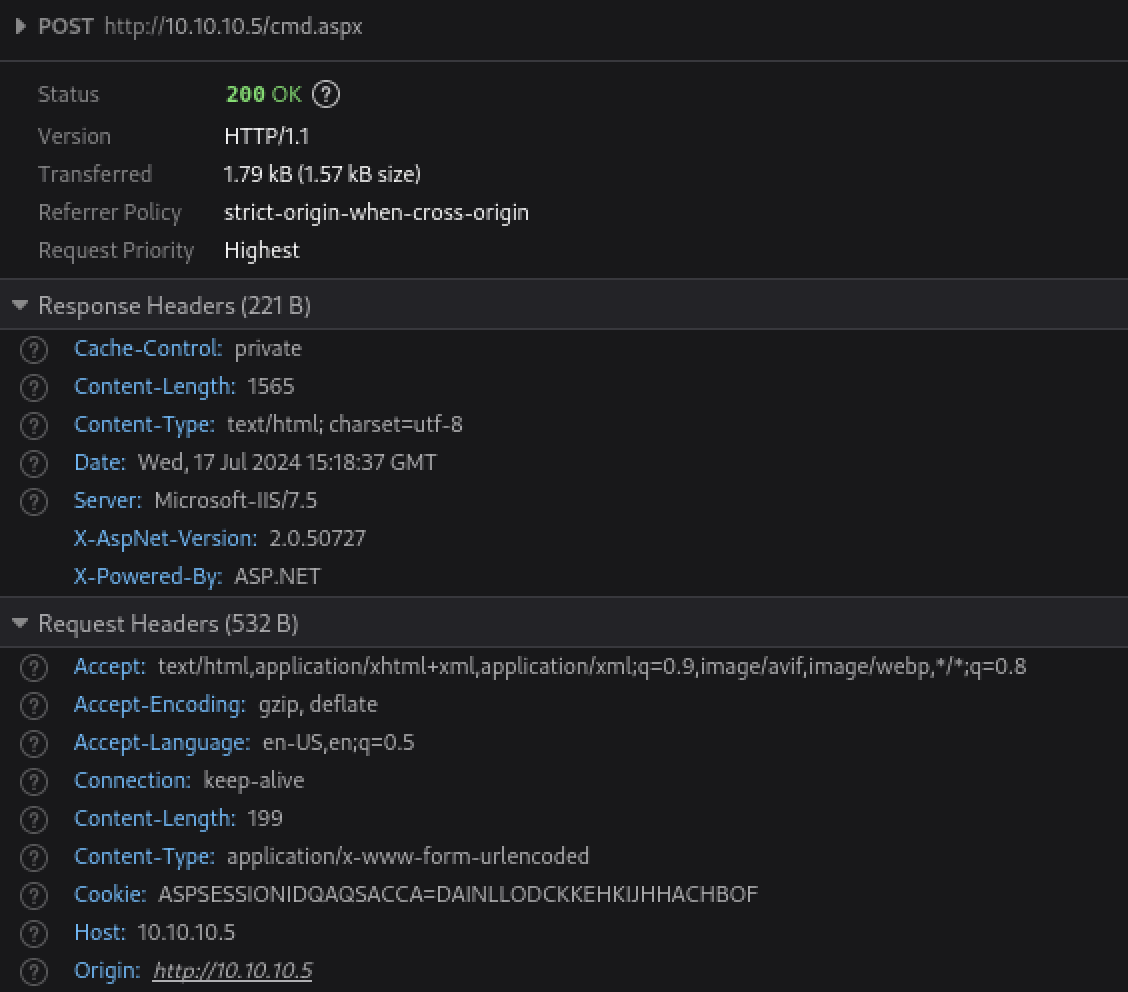 POST http://10.10.10.5/cmd.aspx
Status 200 OK ?
Version HTTP/1.1
Transferred 1.79 kB (1.57 kB size)
Referrer Policy strict-origin-when-cross-origin
Request Priority Highest
Response Headers (221 B)
? Cache-Control: private
? Content-Length: 1565
? Content-Type: text/html; charset=utf-8
? Date: Wed, 17 Jul 2024 15:18:37 GMT
? Server: Microsoft-IIS/7.5
X-AspNet-Version: 2.0.50727
X-Powered-By: ASP.NET
Request Headers (532 B)
? Accept: text/html,application/xhtml+xml,application/xml;q=0.9,image/avif,image/webp,*/*;q=0.8
? Accept-Encoding: gzip, deflate
? Accept-Language: en-US,en;q=0.5
? Connection: keep-alive
? Content-Length: 199
? Content-Type: application/x-www-form-urlencoded
? Cookie: ASPSESSIONIDQAQSACCA=DAINLLODCKKEHKIJHHACHBOF
? Host: 10.10.10.5
? Origin: http://10.10.10.5